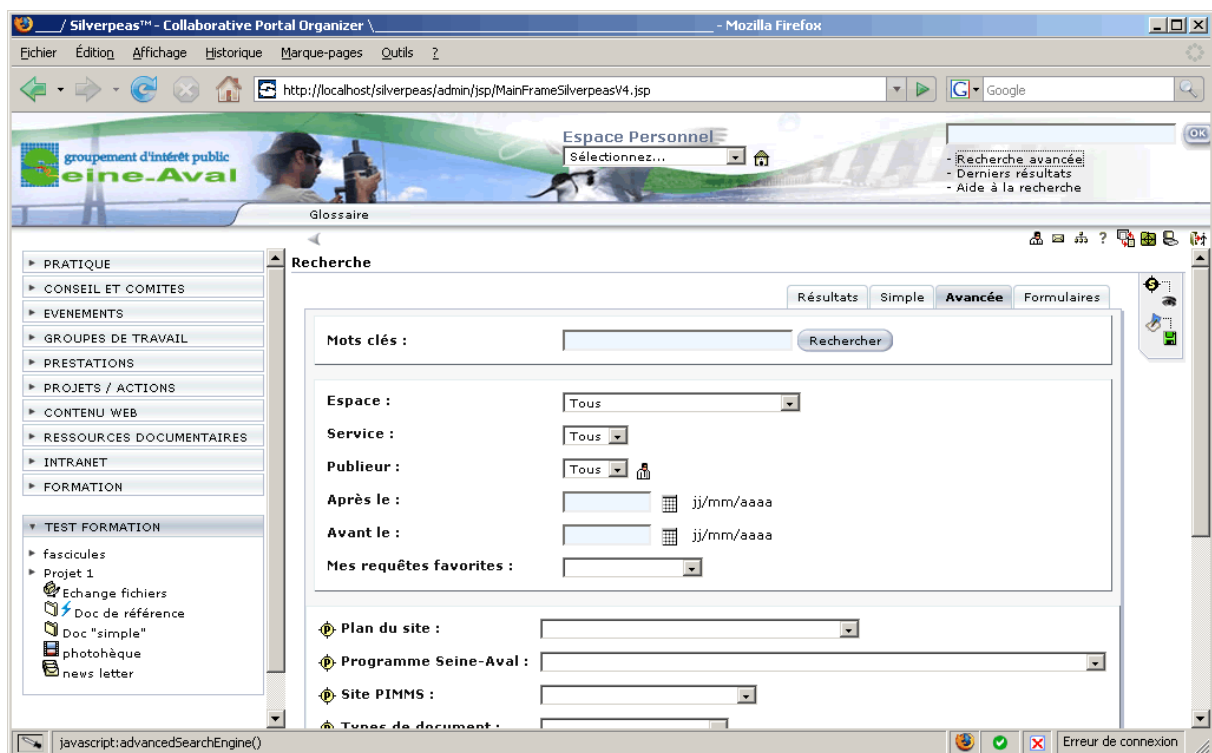 ___/ Silverpeas™ - Collaborative Portal Organizer \___ - Mozilla Firefox
Fichier Édition Affichage Historique Marque-pages Outils ?
http://localhost/silverpeas/admin/jsp/MainFrameSilverpeasV4.jsp
G Google
groupement d'intérêt public
Seine-Aval
Espace Personnel
Sélectionnez...
OK
- Recherche avancée
- Derniers résultats
- Aide à la recherche
Glossaire
?
PRATIQUE
CONSEIL ET COMITES
EVENEMENTS
GROUPES DE TRAVAIL
PRESTATIONS
PROJETS / ACTIONS
CONTENU WEB
RESSOURCES DOCUMENTAIRES
INTRANET
FORMATION
TEST FORMATION
fascicules
Projet 1
Echange fichiers
Doc de référence
Doc "simple"
photohèque
news letter
Recherche
Résultats Simple Avancée Formulaires
Mots clés : Rechercher
Espace : Tous
Service : Tous
Publieur : Tous
Après le : jj/mm/aaaa
Avant le : jj/mm/aaaa
Mes requêtes favorites :
Plan du site :
Programme Seine-Aval :
Site PIMMS :
Types de document :
javascript:advancedSearchEngine()
Erreur de connexion